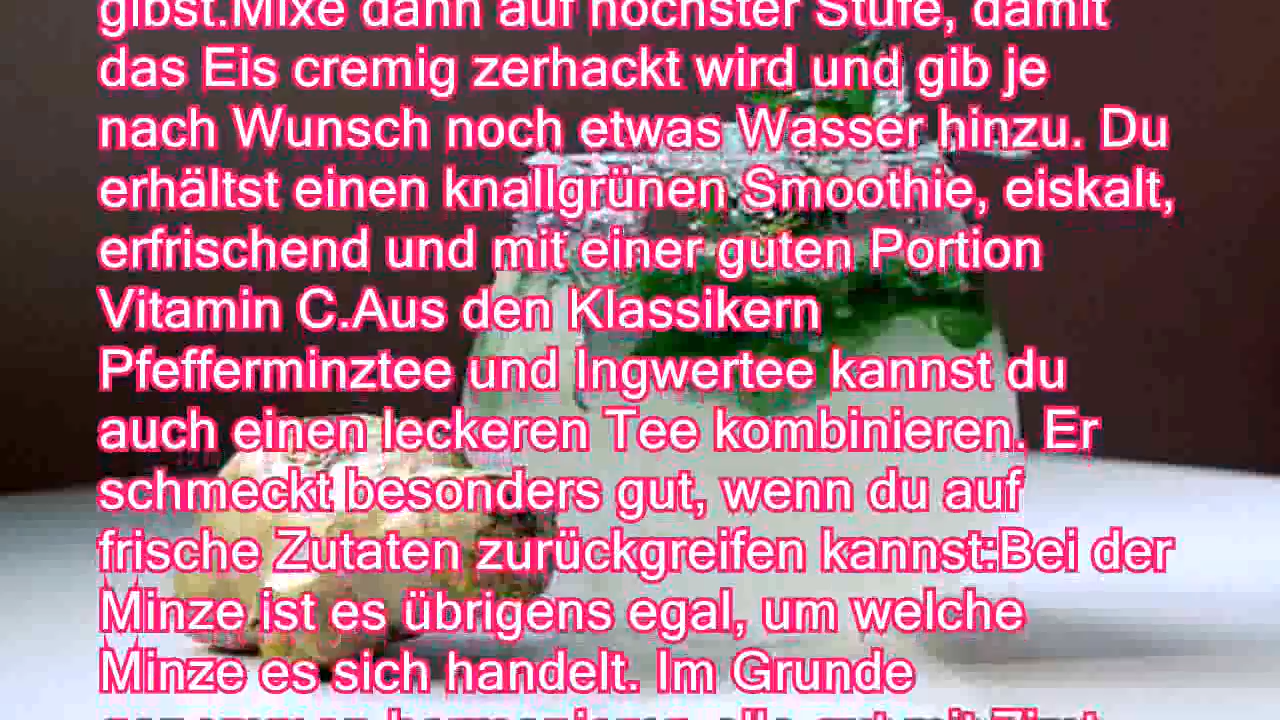 gibst.Mixe dann auf höchster Stufe, damit
das Eis cremig zerhackt wird und gib je
nach Wunsch noch etwas Wasser hinzu. Du
erhältst einen knallgrünen Smoothie, eiskalt,
erfrischend und mit einer guten Portion
Vitamin C.Aus den Klassikern
Pfefferminztee und Ingwertee kannst du
auch einen leckeren Tee kombinieren. Er
schmeckt besonders gut, wenn du auf
frische Zutaten zurückgreifen kannst:Bei der
Minze ist es übrigens egal, um welche
Minze es sich handelt. Im Grunde